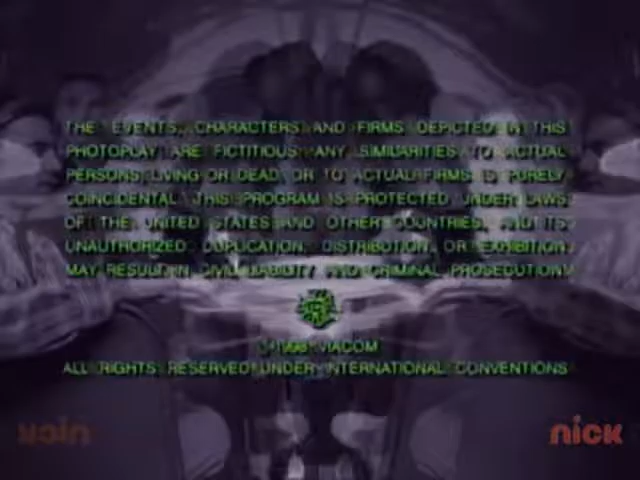 THE EVENTS, CHARACTERS AND FIRMS DEPICTED IN THIS
PHOTOPLAY ARE FICTITIOUS. ANY SIMILARITIES TO ACTUAL
PERSONS, LIVING OR DEAD, OR TO ACTUAL FIRMS IS PURELY
COINCIDENTAL. THIS PROGRAM IS PROTECTED UNDER LAWS
OF THE UNITED STATES AND OTHER COUNTRIES, AND ITS
UNAUTHORIZED DUPLICATION, DISTRIBUTION, OR EXHIBITION
MAY RESULT IN CIVIL LIABILITY AND CRIMINAL PROSECUTION.
VIACOM
ALL RIGHTS RESERVED UNDER INTERNATIONAL CONVENTIONS
nick